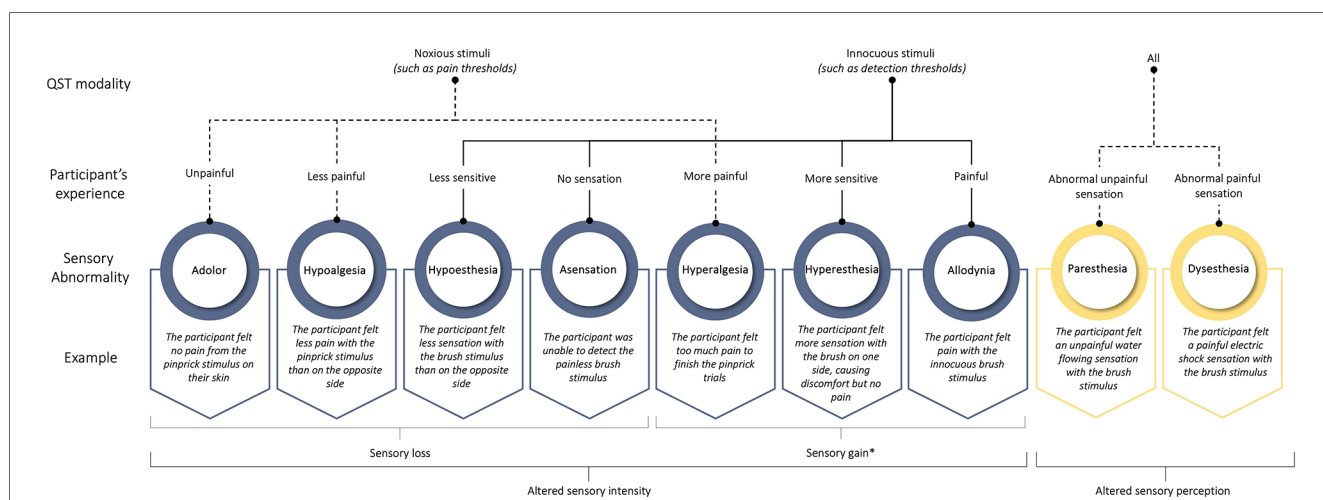 QST modality
Noxious stimuli
(such as pain thresholds)
Innocuous stimuli
(such as detection thresholds)
All
Participant's
experience
Unpainful
Less painful
Less sensitive
No sensation
More painful
More sensitive
Painful
Abnormal unpainful
sensation
Abnormal painful
sensation
Sensory
Abnormality
Adolor
Hypoalgesia
Hypoesthesia
Asensation
Hyperalgesia
Hyperesthesia
Allodynia
Paresthesia
Dysesthesia
Example
The participant felt
no pain from the
pinprick stimulus on
their skin
The participant felt
less pain with the
pinprick stimulus
than on the opposite
side
The participant felt
less sensation with
the brush stimulus
than on the opposite
side
The participant was
unable to detect the
painless brush
stimulus
The participant felt
too much pain to
finish the pinprick
trials
The participant felt
more sensation with
the brush on one
side, causing
discomfort but no
pain
The participant felt
pain with the
innocuous brush
stimulus
The participant felt
an unpainful water
flowing sensation
with the brush
stimulus
The participant felt
a painful electric
shock sensation with
the brush stimulus
Sensory loss
Sensory gain*
Altered sensory intensity
Altered sensory perception